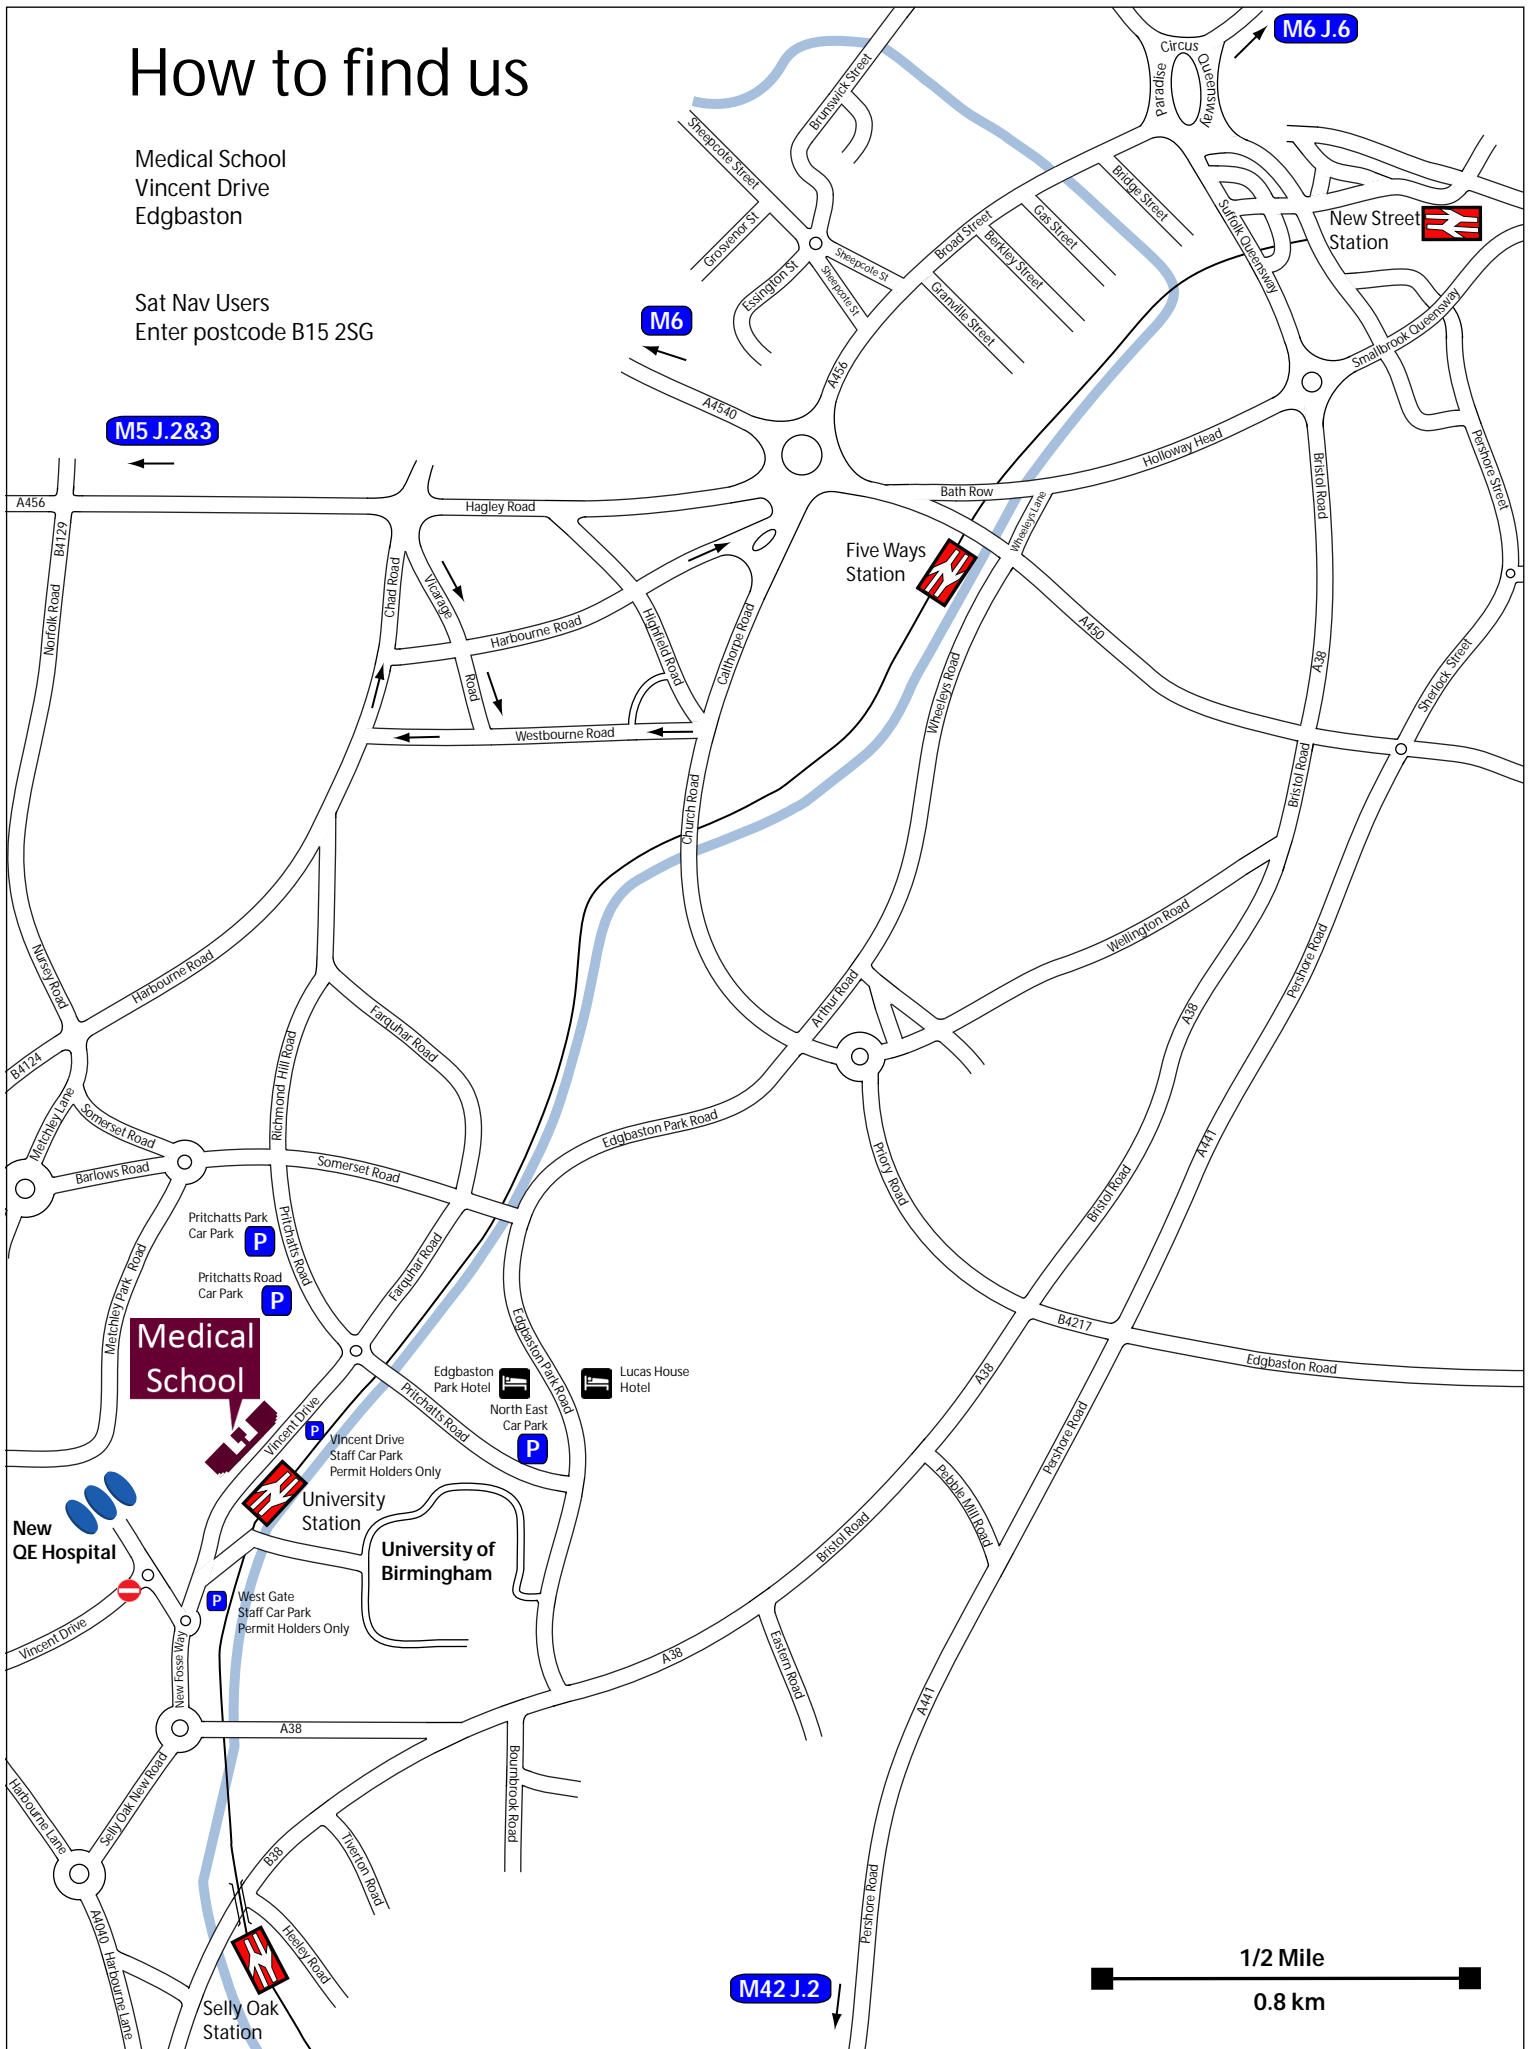 How to find us
Medical School
Vincent Drive
Edgbaston
Sat Nav Users
Enter postcode B15 2SG
M6 J.6
Circus
Paradise
Queensway
Brunswick Street
Sheepcote Street
Grosvenor St
Essington St
Sheepcote St
Sheepcote St
Broad Street
Bridge Street
Gas Street
Berkley Street
Granville Street
Suffolk Queensway
New Street
Station
Smallbrook Queensway
M6
A4540
A456
M5 J.2&3
A456
B4129
Hagley Road
Bath Row
Holloway Head
Wheeleys Lane
Bristol Road
Pershore Street
Five Ways
Station
Norfolk Road
Chad Road
Vicarage
Road
Harbourne Road
Highfield Road
Calthorpe Road
A450
A38
Sherlock Street
Wheeleys Road
Westbourne Road
Bristol Road
Church Road
Wellington Road
Pershore Road
Nursey Road
Harbourne Road
Arthur Road
A38
Farquhar Road
B4124
Richmond Hill Road
Metchley Lane
Somerset Road
Barlows Road
Somerset Road
Edgbaston Park Road
Priory Road
A441
Bristol Road
Pritchatts Park
Car Park
P
Pritchatts Road
Farquhar Road
Pritchatts Road
Car Park
P
Metchley Park Road
Medical
School
Edgbaston Park Road
B4217
Edgbaston Road
A38
Edgbaston
Park Hotel
Lucas House
Hotel
North East
Car Park
P
Pritchatts Road
Vincent Drive
P
VIncent Drive
Staff Car Park
Permit Holders Only
Pershore Road
Pebble Mill Road
University
Station
New
QE Hospital
University of
Birmingham
Bristol Road
P
West Gate
Staff Car Park
Permit Holders Only
Vincent Drive
New Fosse Way
A38
Eastern Road
A441
A38
Bournbrook Road
Harbourne Lane
Selly Oak New Road
B38
Tiverton Road
A4040
Harbourne Lane
Heeley Road
Pershore Road
Selly Oak
Station
M42 J.2
1/2 Mile
0.8 km